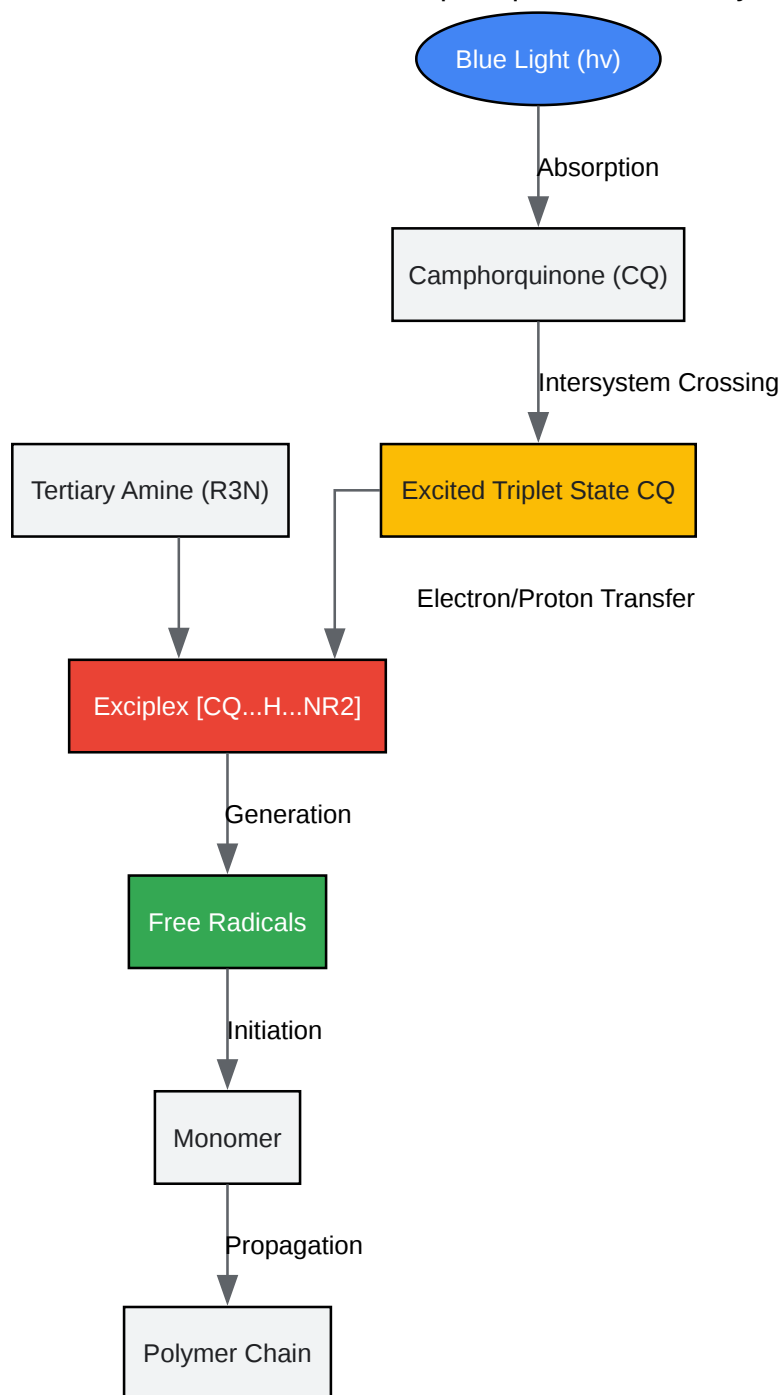 Blue Light (hv)
Absorption
Camphorquinone (CQ)
Intersystem Crossing
Tertiary Amine (R3N)
Excited Triplet State CQ
Electron/Proton Transfer
Exciplex [CQ...H...NR2]
Generation
Free Radicals
Initiation
Monomer
Propagation
Polymer Chain